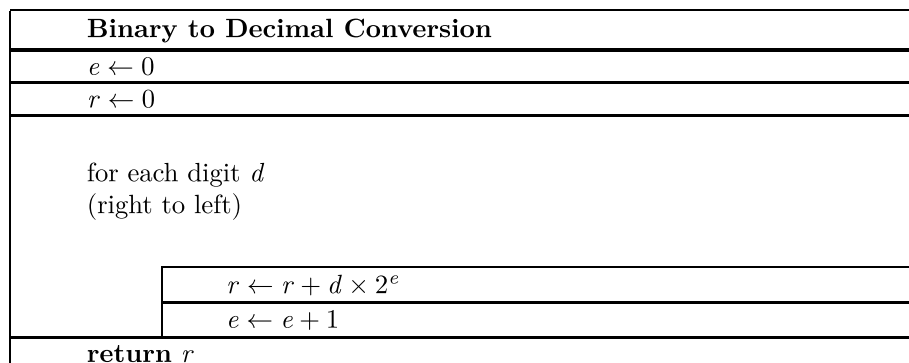 Binary to Decimal Conversion
e ← 0
r ← 0
for each digit d
(right to left)
r ← r + d × 2^e
e ← e + 1
return r